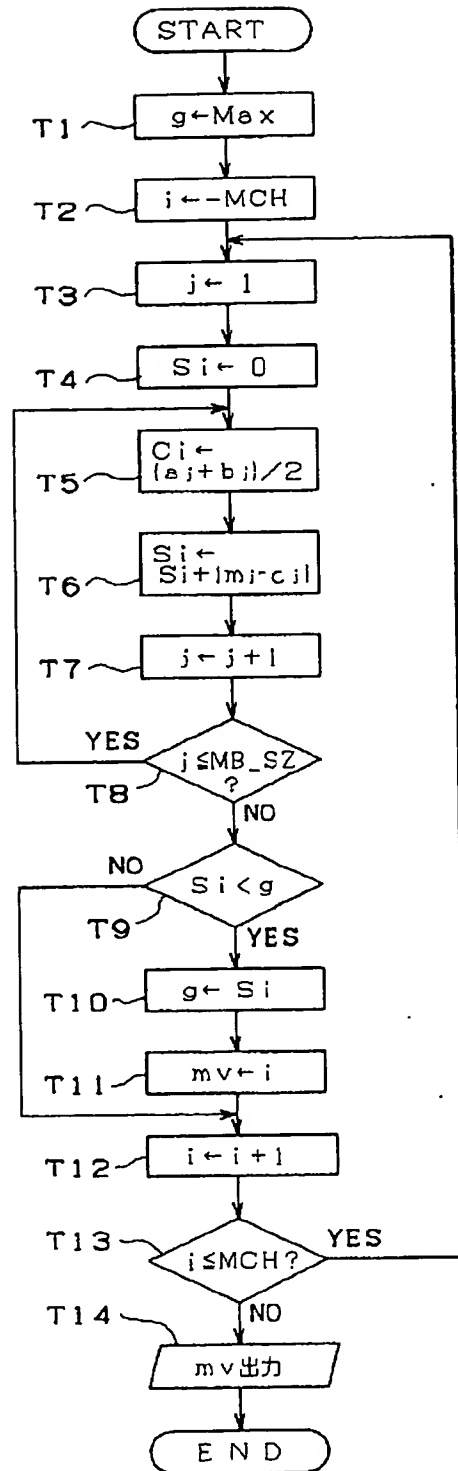 START
T1 g←Max
T2 i←-MCH
T3 j←1
T4 Si←0
T5 Ci←
(aj+bj)/2
T6 Si←
Si+|mj-cj|
T7 j←j+1
YES
T8 j≦MB_SZ
?
NO
NO
T9 Si<g
YES
T10 g←Si
T11 mv←i
T12 i←i+1
T13 i≦MCH? YES
NO
T14 mv出力
END